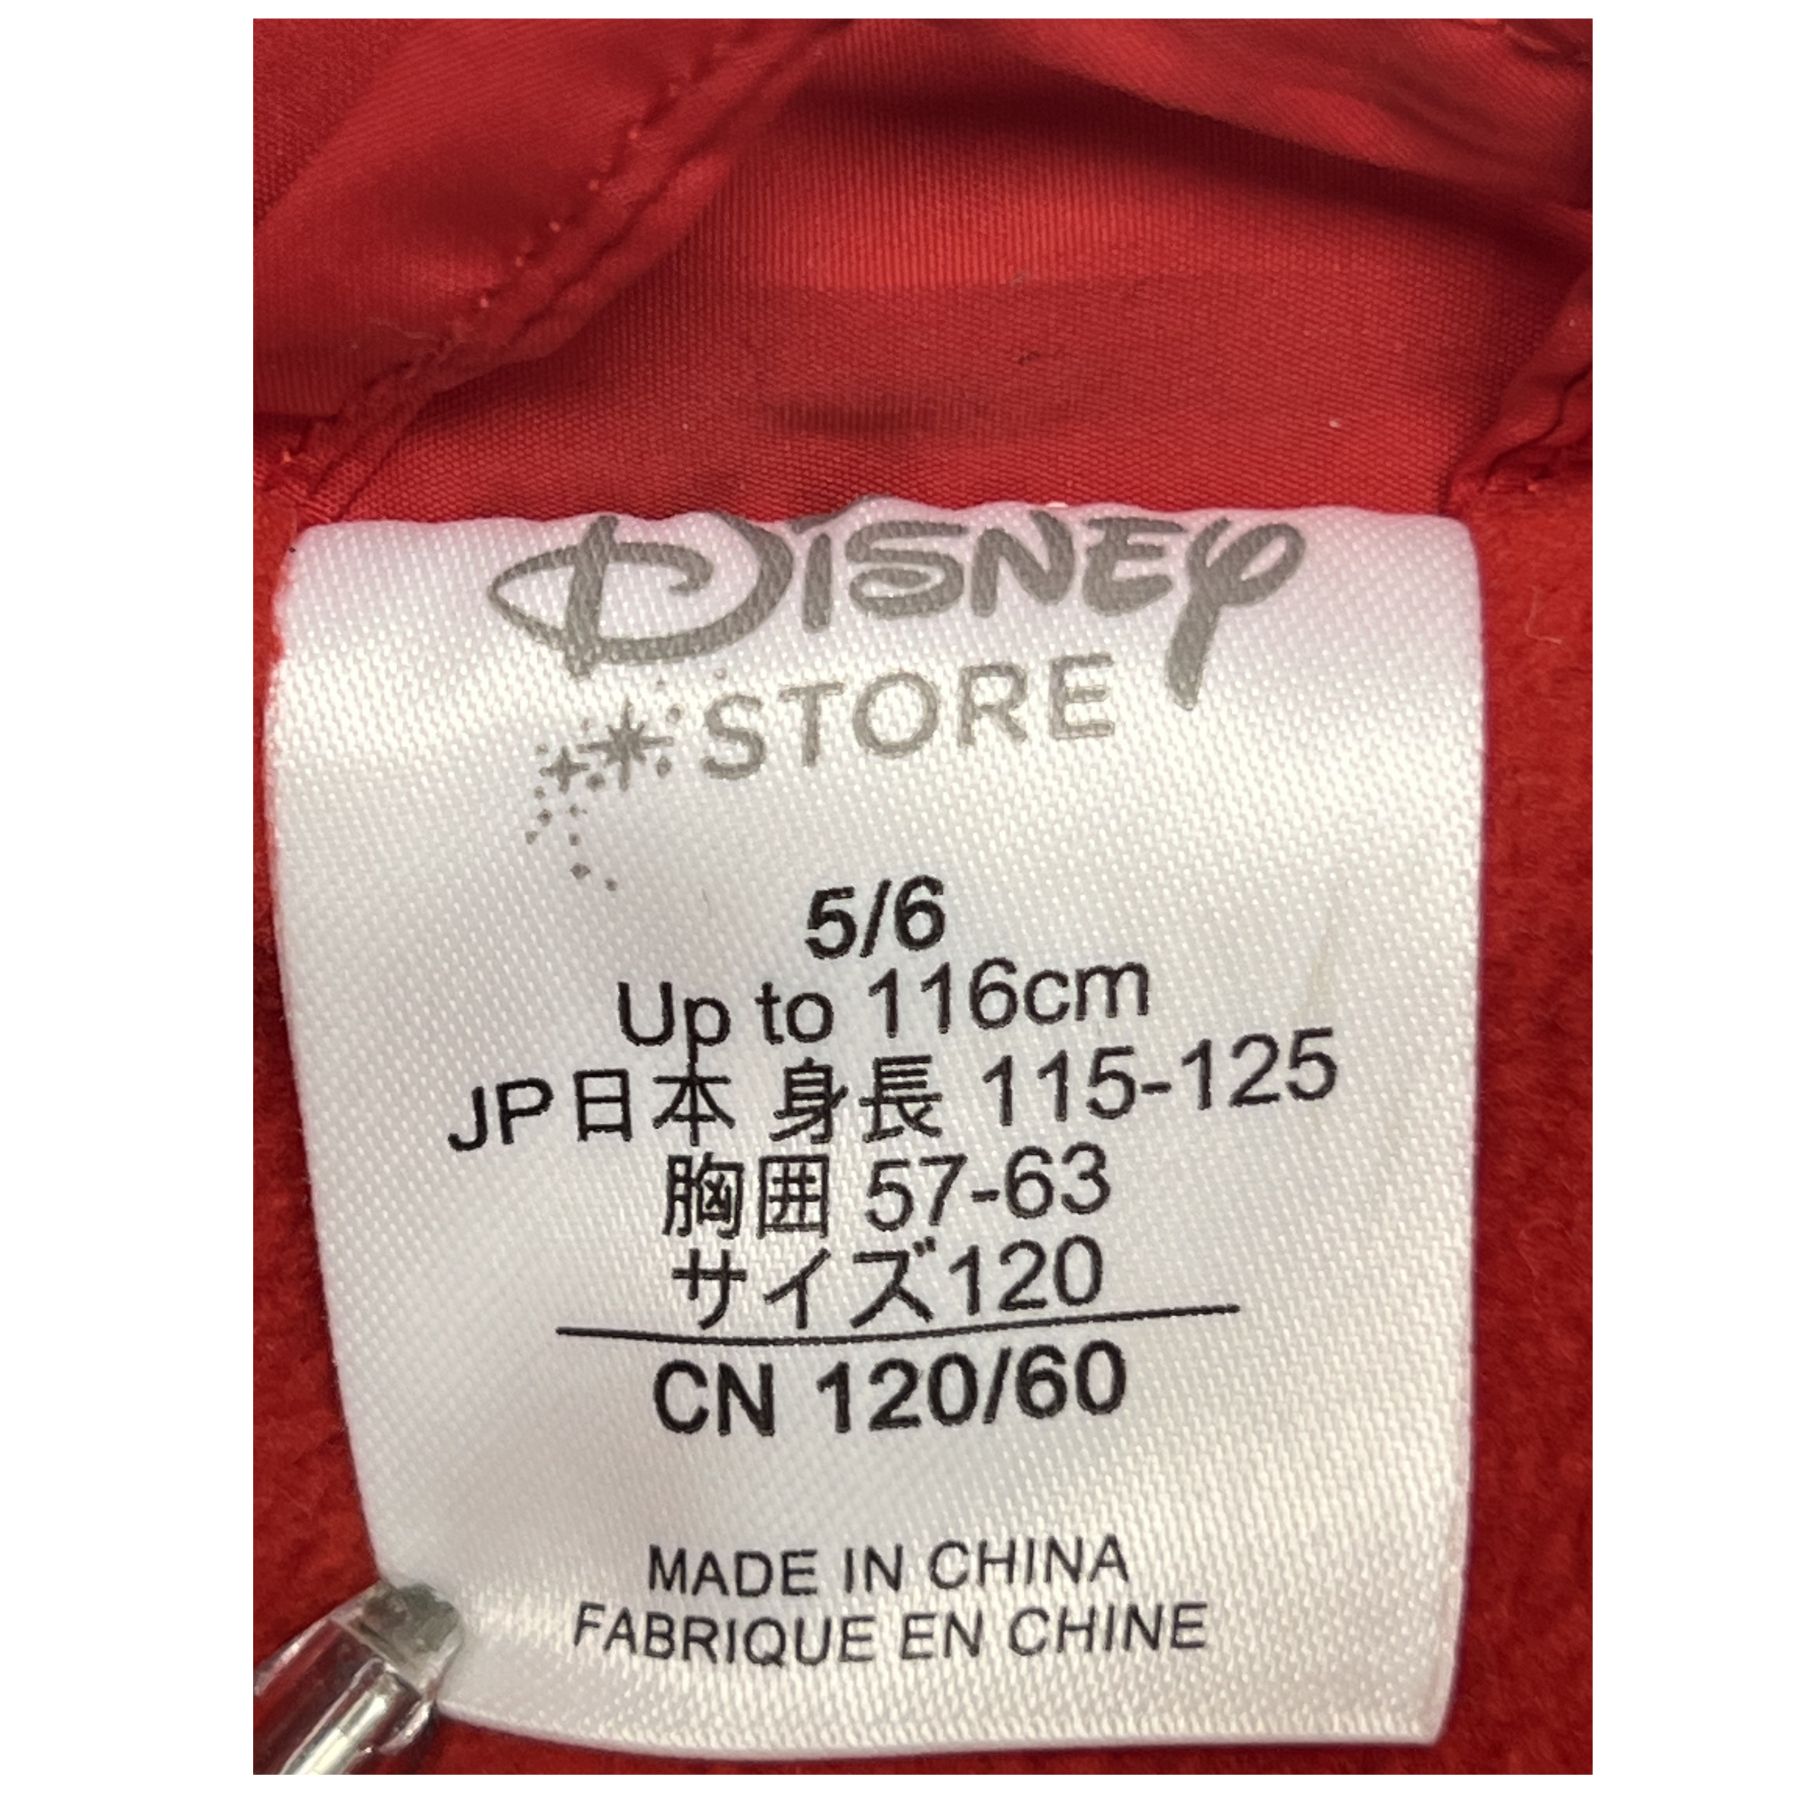 Disney
STORE
5/6
Up to 116cm
JP日本 身長 115-125
胸囲 57-63
サイズ120
CN 120/60
MADE IN CHINA
FABRIQUE EN CHINE